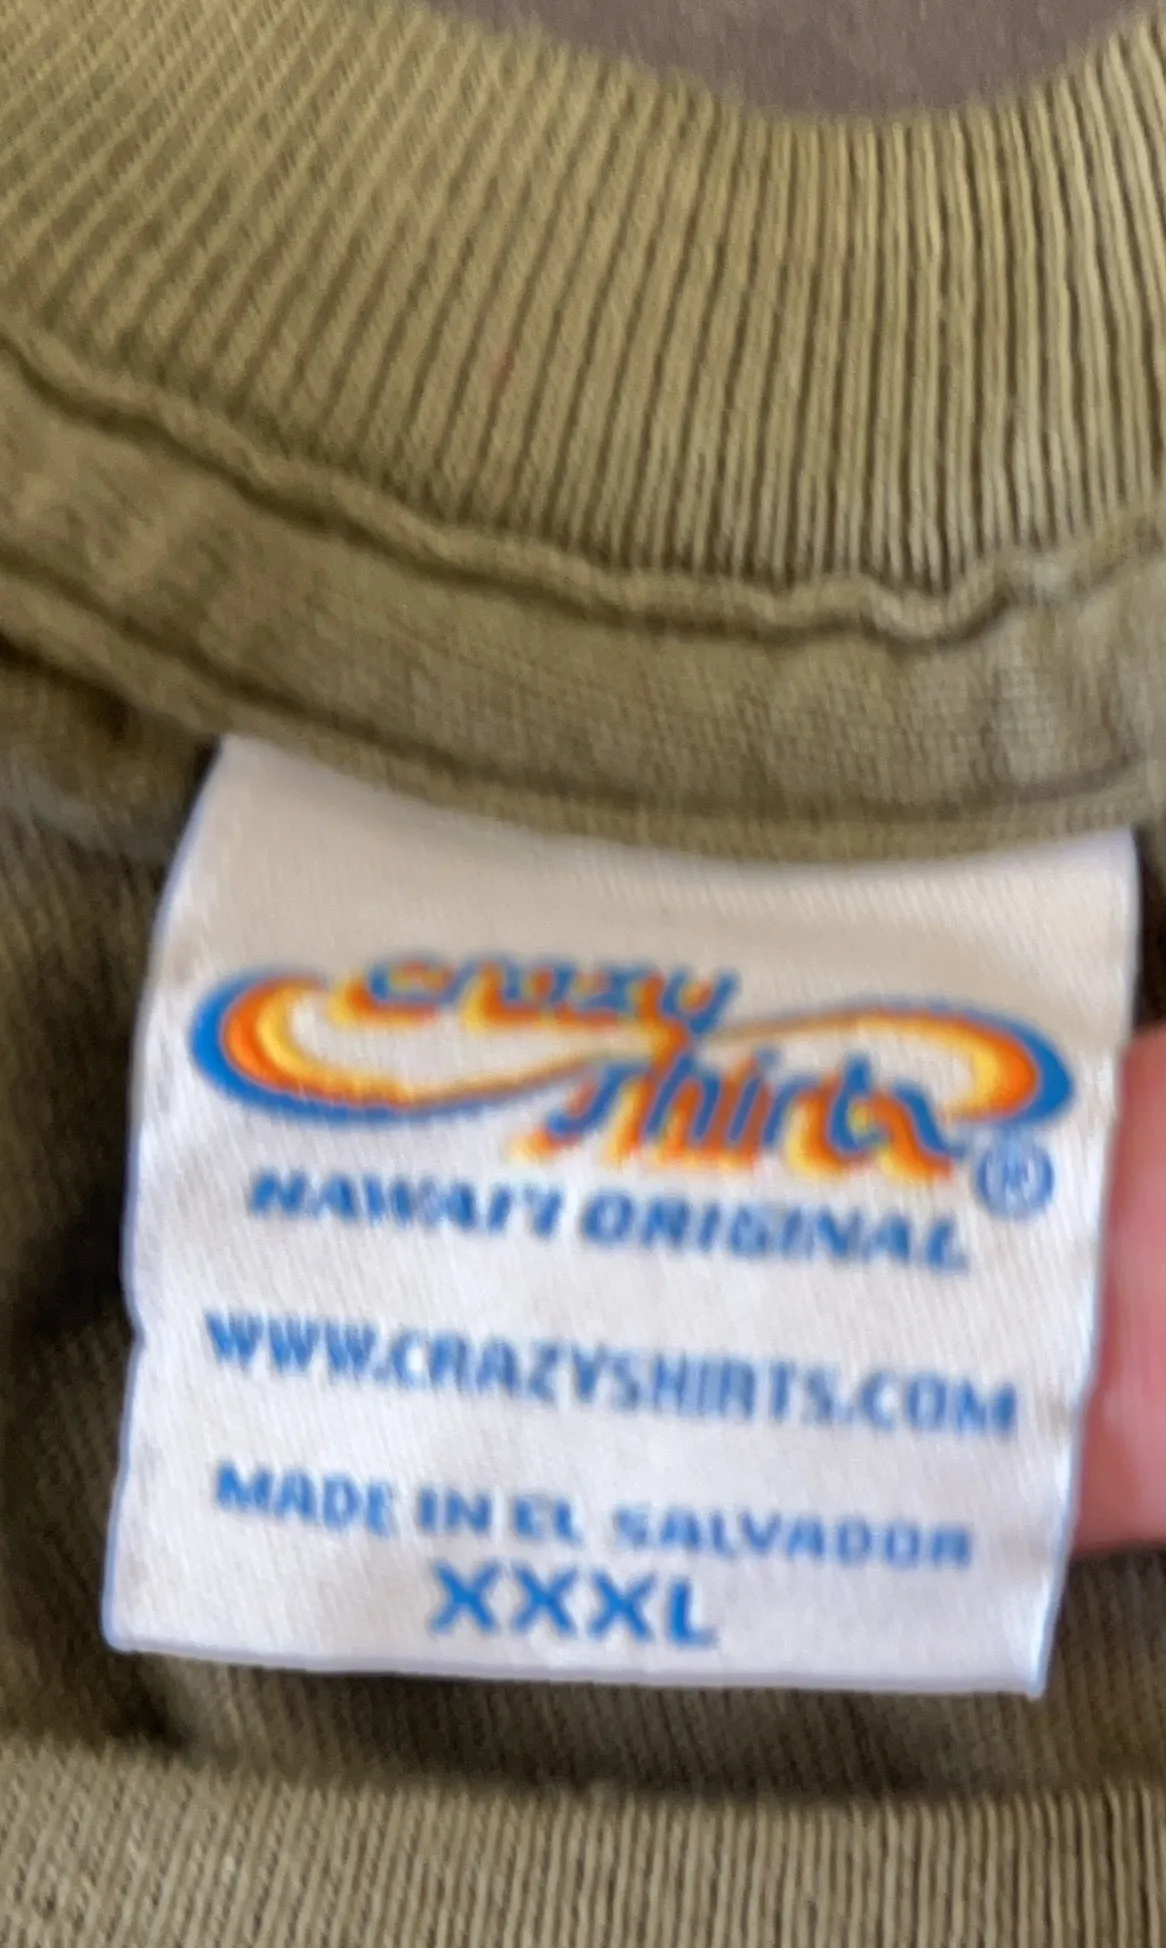 crazy
shirts®
HAWAI'I ORIGINAL
WWW.CRAZYSHIRTS.COM
MADE IN EL SALVADOR
XXXL